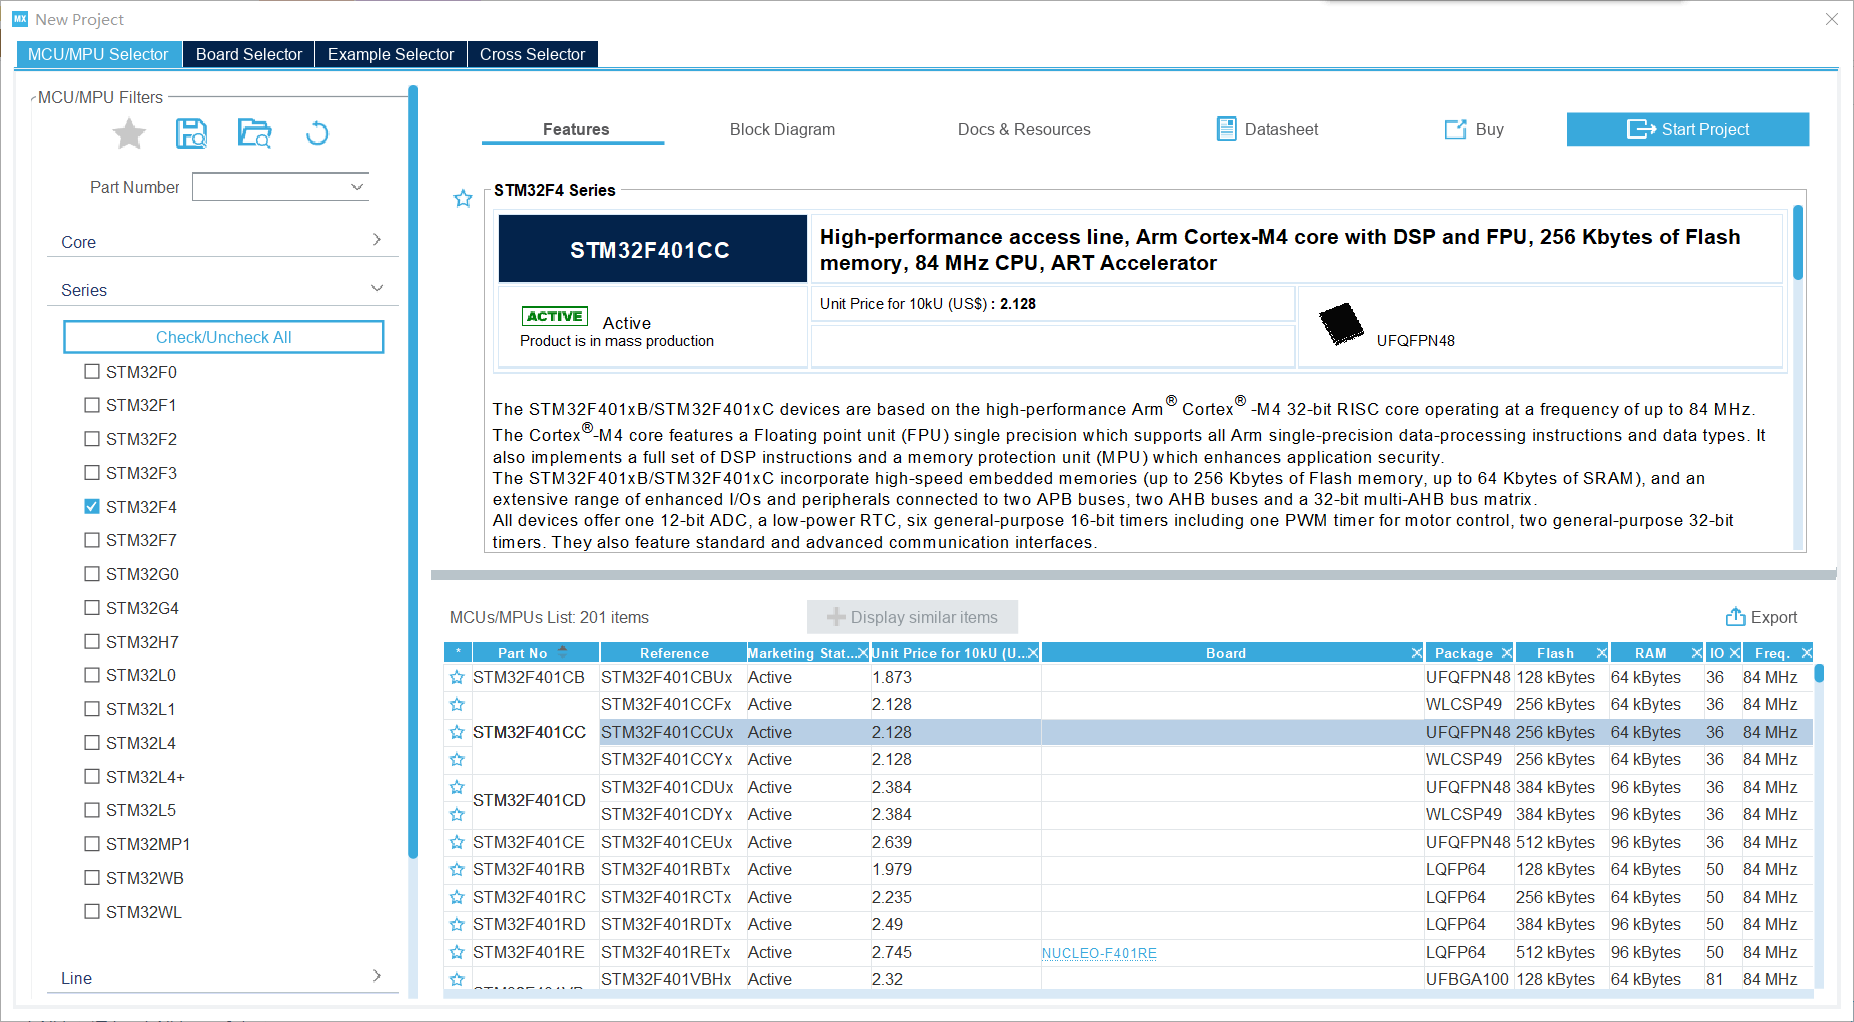 MX New Project
MCU/MPU Selector Board Selector Example Selector Cross Selector
MCU/MPU Filters
Part Number
Core
Series
Check/Uncheck All
STM32F0
STM32F1
STM32F2
STM32F3
STM32F4
STM32F7
STM32G0
STM32G4
STM32H7
STM32L0
STM32L1
STM32L4
STM32L4+
STM32L5
STM32MP1
STM32WB
STM32WL
Line
Features Block Diagram Docs & Resources Datasheet Buy Start Project
STM32F4 Series
STM32F401CC
High-performance access line, Arm Cortex-M4 core with DSP and FPU, 256 Kbytes of Flash
memory, 84 MHz CPU, ART Accelerator
ACTIVE Active
Product is in mass production
Unit Price for 10kU (US$) : 2.128
UFQFPN48
The STM32F401xB/STM32F401xC devices are based on the high-performance Arm® Cortex® -M4 32-bit RISC core operating at a frequency of up to 84 MHz.
The Cortex®-M4 core features a Floating point unit (FPU) single precision which supports all Arm single-precision data-processing instructions and data types. It
also implements a full set of DSP instructions and a memory protection unit (MPU) which enhances application security.
The STM32F401xB/STM32F401xC incorporate high-speed embedded memories (up to 256 Kbytes of Flash memory, up to 64 Kbytes of SRAM), and an
extensive range of enhanced I/Os and peripherals connected to two APB buses, two AHB buses and a 32-bit multi-AHB bus matrix.
All devices offer one 12-bit ADC, a low-power RTC, six general-purpose 16-bit timers including one PWM timer for motor control, two general-purpose 32-bit
timers. They also feature standard and advanced communication interfaces.
MCUs/MPUs List: 201 items Display similar items Export
* Part No Reference Marketing Stat... Unit Price for 10kU (U... Board Package Flash RAM IO Freq.
STM32F401CB STM32F401CBUx Active 1.873 UFQFPN48 128 kBytes 64 kBytes 36 84 MHz
STM32F401CCFx Active 2.128 WLCSP49 256 kBytes 64 kBytes 36 84 MHz
STM32F401CC STM32F401CCUx Active 2.128 UFQFPN48 256 kBytes 64 kBytes 36 84 MHz
STM32F401CCYx Active 2.128 WLCSP49 256 kBytes 64 kBytes 36 84 MHz
STM32F401CD STM32F401CDUx Active 2.384 UFQFPN48 384 kBytes 96 kBytes 36 84 MHz
STM32F401CDYx Active 2.384 WLCSP49 384 kBytes 96 kBytes 36 84 MHz
STM32F401CE STM32F401CEUx Active 2.639 UFQFPN48 512 kBytes 96 kBytes 36 84 MHz
STM32F401RB STM32F401RBTx Active 1.979 LQFP64 128 kBytes 64 kBytes 50 84 MHz
STM32F401RC STM32F401RCTx Active 2.235 LQFP64 256 kBytes 64 kBytes 50 84 MHz
STM32F401RD STM32F401RDTx Active 2.49 LQFP64 384 kBytes 96 kBytes 50 84 MHz
STM32F401RE STM32F401RETx Active 2.745 NUCLEO-F401RE LQFP64 512 kBytes 96 kBytes 50 84 MHz
STM32F401VBHx Active 2.32 UFBGA100 128 kBytes 64 kBytes 81 84 MHz